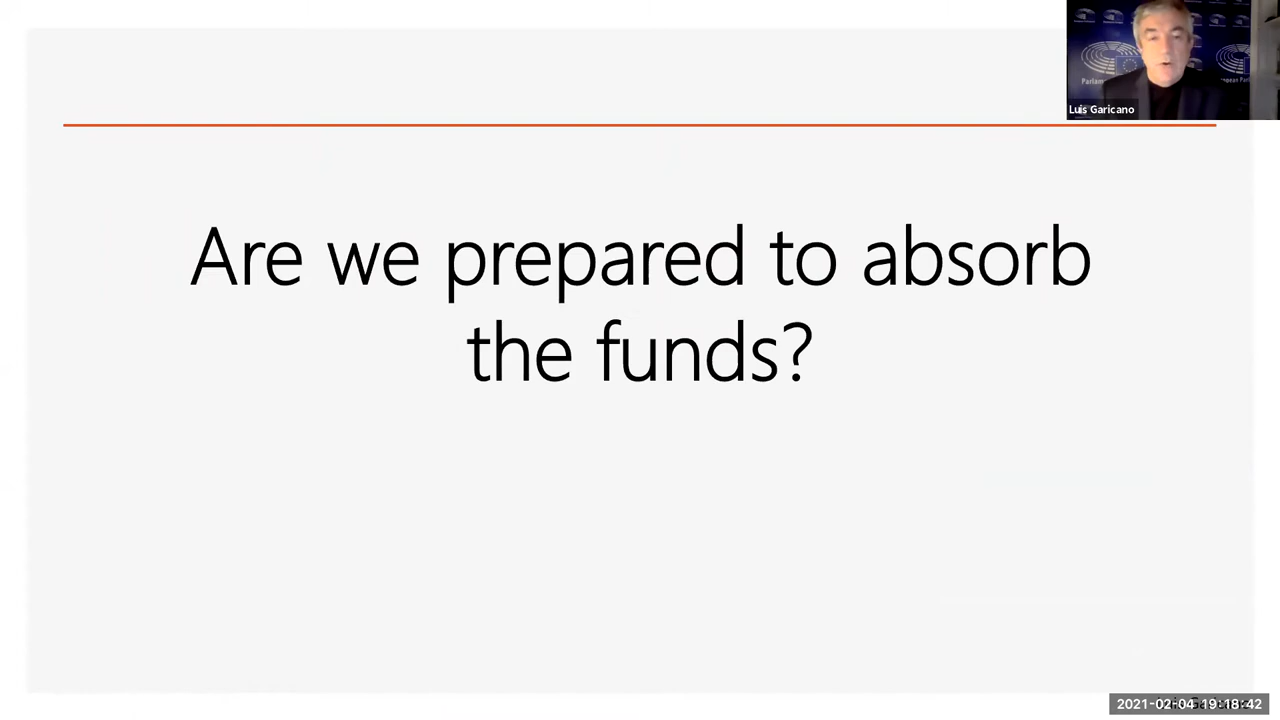 Luis Garicano
Are we prepared to absorb
the funds?
2021-02-04 19:18:42